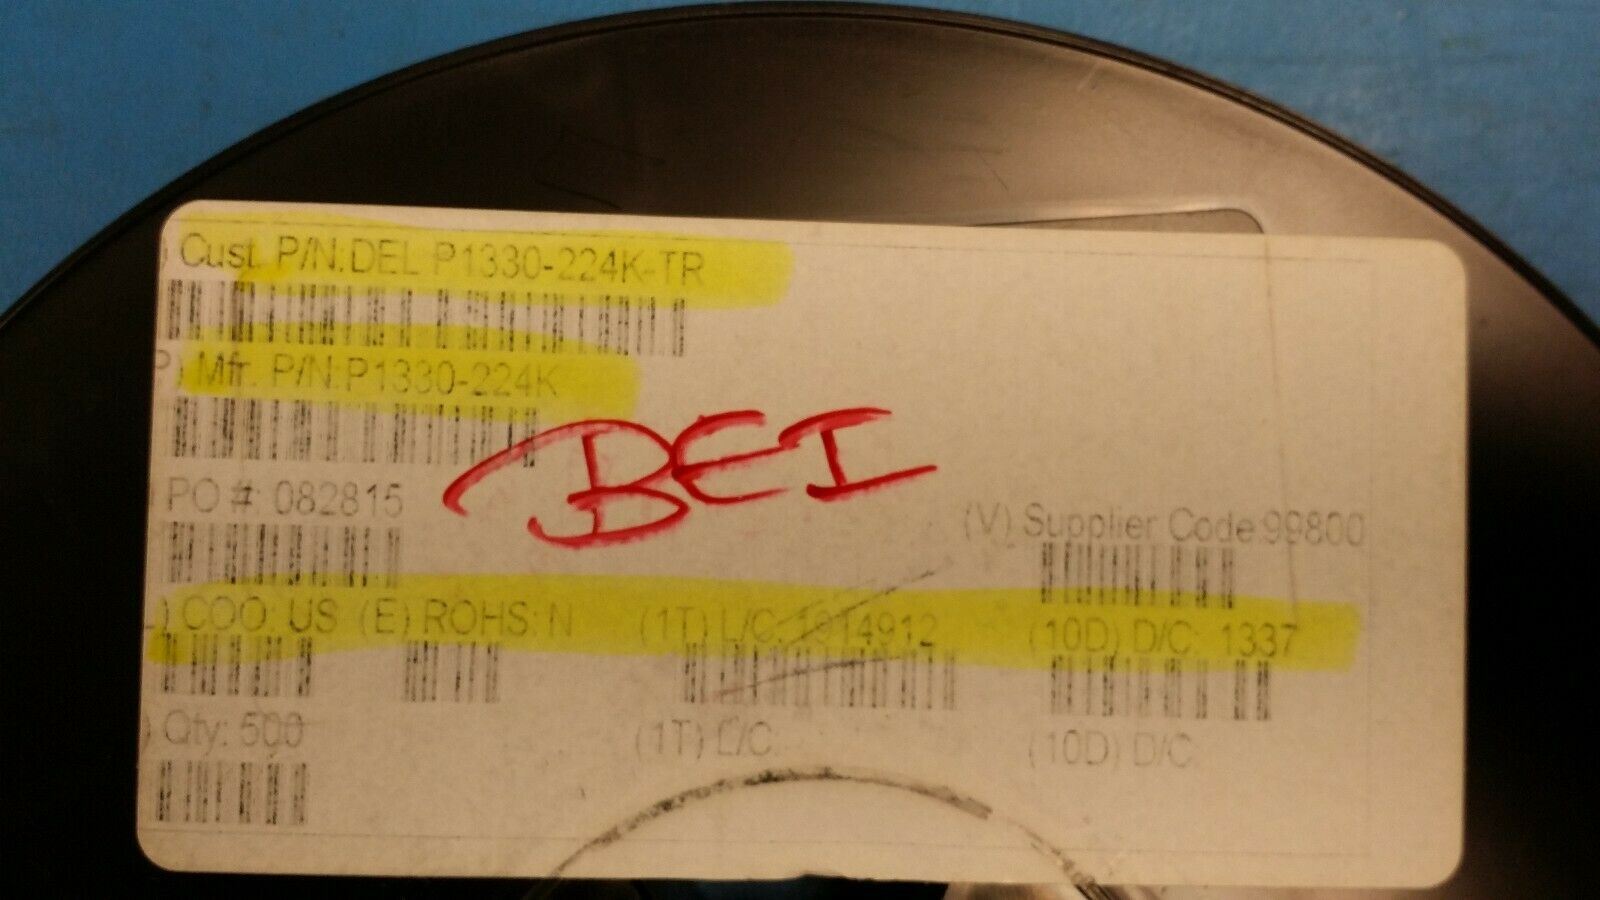 ) Cust. P/N:DEL P1330-224K-TR
P) Mfr. P/N:P1330-224K
BEI
PO #: 082815
(V) Supplier Code:99800
) COO: US (E) ROHS: N (1T) L/C: 1914912 (10D) D/C: 1337
) Qty: 500 (1T) L/C: (10D) D/C: